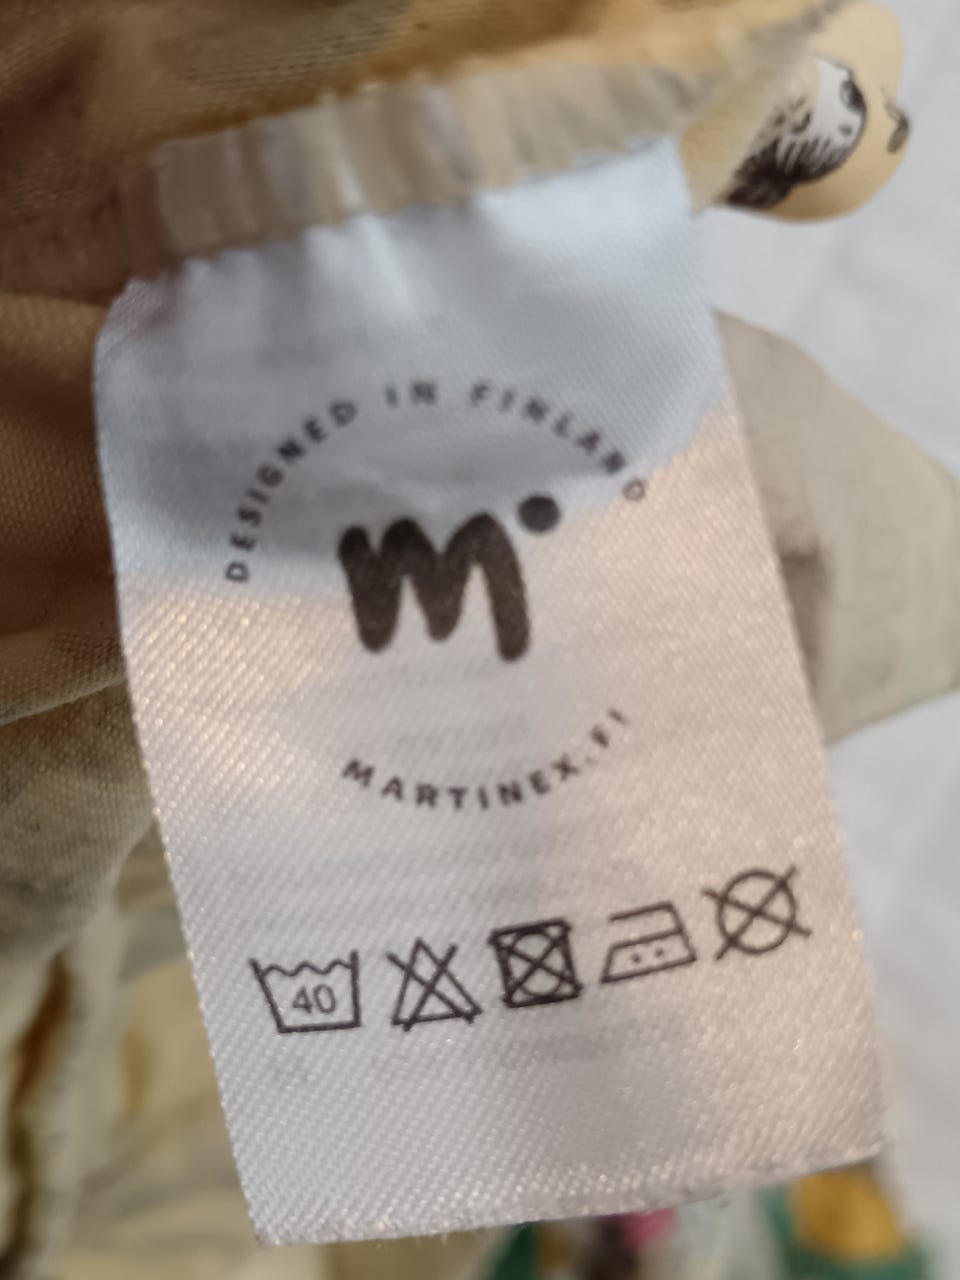 DESIGNED IN FINLAND
m
MARTINEX.FI
40